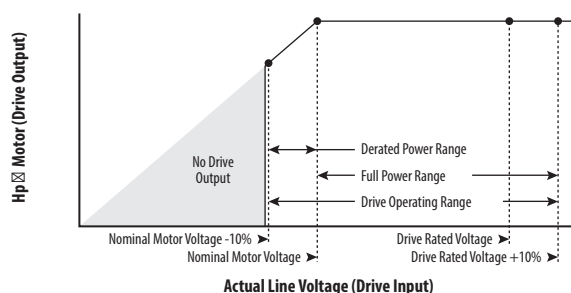 Hp @ Motor (Drive Output)
No Drive
Output
Derated Power Range
Full Power Range
Drive Operating Range
Nominal Motor Voltage -10%
Drive Rated Voltage
Nominal Motor Voltage
Drive Rated Voltage +10%
Actual Line Voltage (Drive Input)